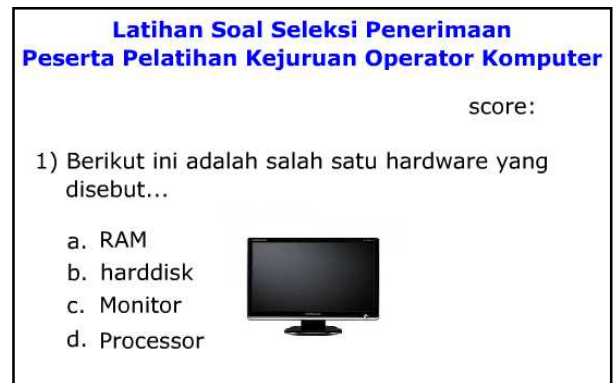 Latihan Soal Seleksi Penerimaan
Peserta Pelatihan Kejuruan Operator Komputer
score:
1) Berikut ini adalah salah satu hardware yang
disebut...
a. RAM
b. harddisk
c. Monitor
d. Processor